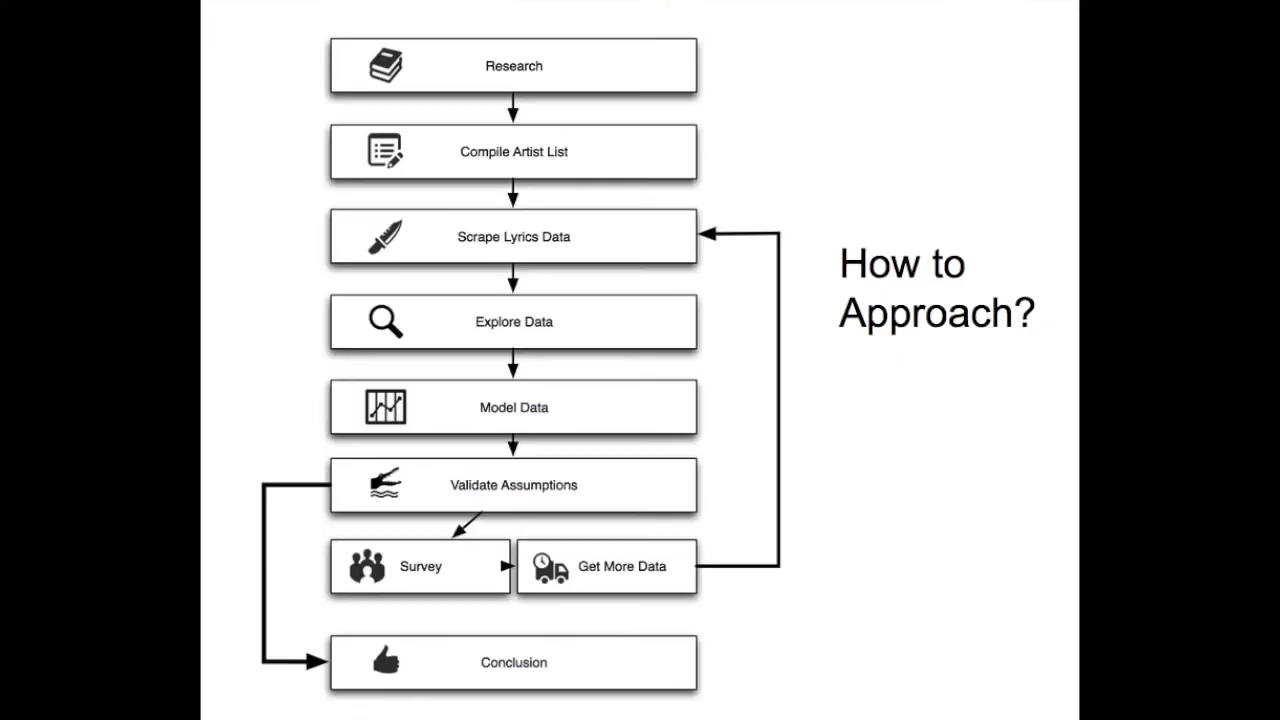 Research
Compile Artist List
Scrape Lyrics Data
Explore Data
Model Data
Validate Assumptions
Survey
Get More Data
Conclusion
How to
Approach?